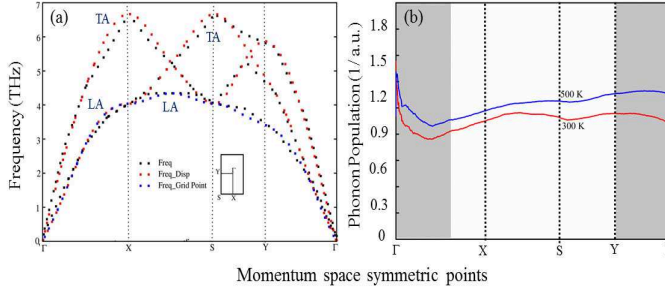 (a)
TA
TA
LA
LA
Freq
Freq_Disp
Freq_Grid Point
Γ
Y
S
X
Frequency (THz)
7
6
5
4
3
2
1
0
Γ
X
S
Y
Γ
(b)
500 K
300 K
Phonon Population (1/ a.u.)
1.8
1.5
1.2
0.9
0.6
0.3
0
Γ
X
S
Y
Momentum space symmetric points